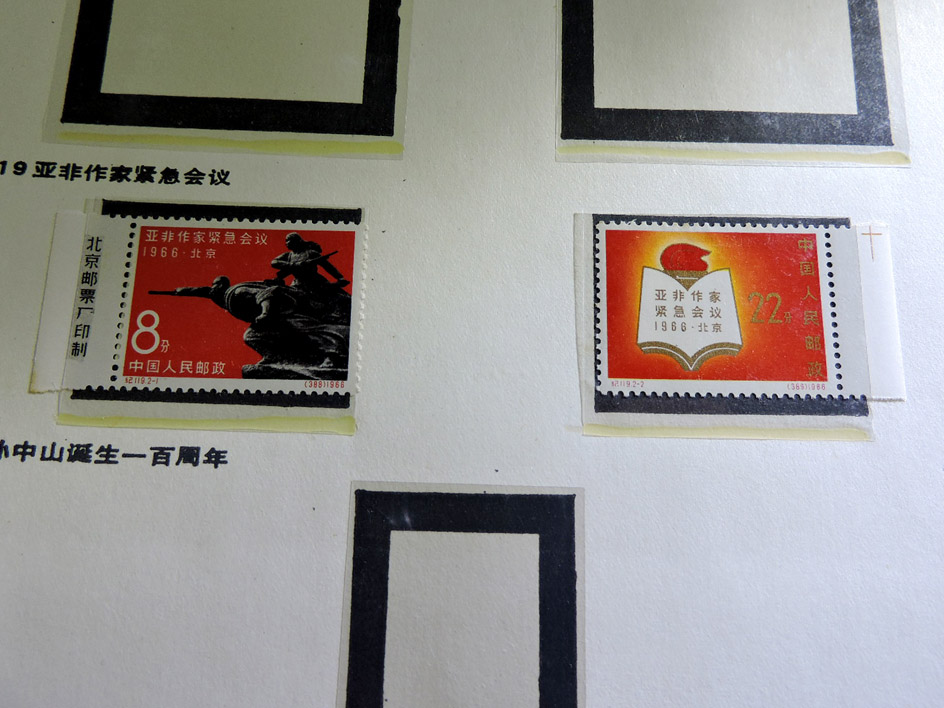 19亚非作家紧急会议
北京邮票厂印制
亚非作家紧急会议
1966·北京
8分
中国人民邮政
纪119.2-1
(388)1966
亚非作家
紧急会议
1966·北京
22分
中国人民邮政
纪119.2-2
(389)1966
孙中山诞生一百周年